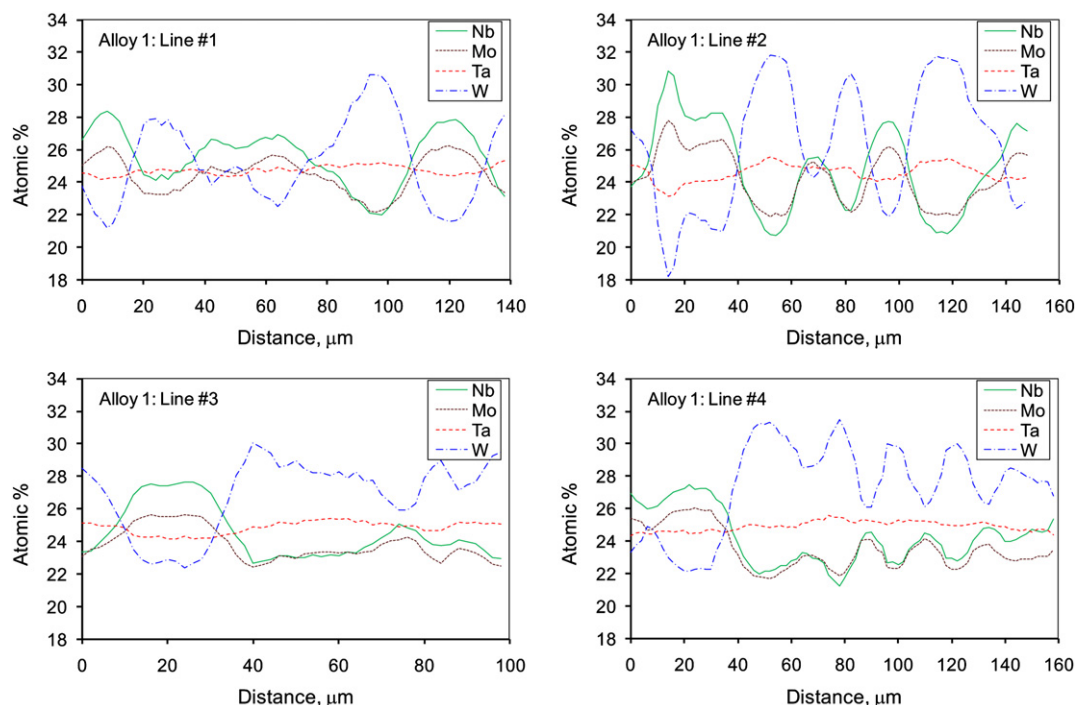 34
32
30
28
26
24
22
20
18
Atomic %
Alloy 1: Line #1
Nb
Mo
Ta
W
0 20 40 60 80 100 120 140
Distance, μm
34
32
30
28
26
24
22
20
18
Atomic %
Alloy 1: Line #2
Nb
Mo
Ta
W
0 20 40 60 80 100 120 140 160
Distance, μm
34
32
30
28
26
24
22
20
18
Atomic %
Alloy 1: Line #3
Nb
Mo
Ta
W
0 20 40 60 80 100
Distance, μm
34
32
30
28
26
24
22
20
18
Atomic %
Alloy 1: Line #4
Nb
Mo
Ta
W
0 20 40 60 80 100 120 140 160
Distance, μm